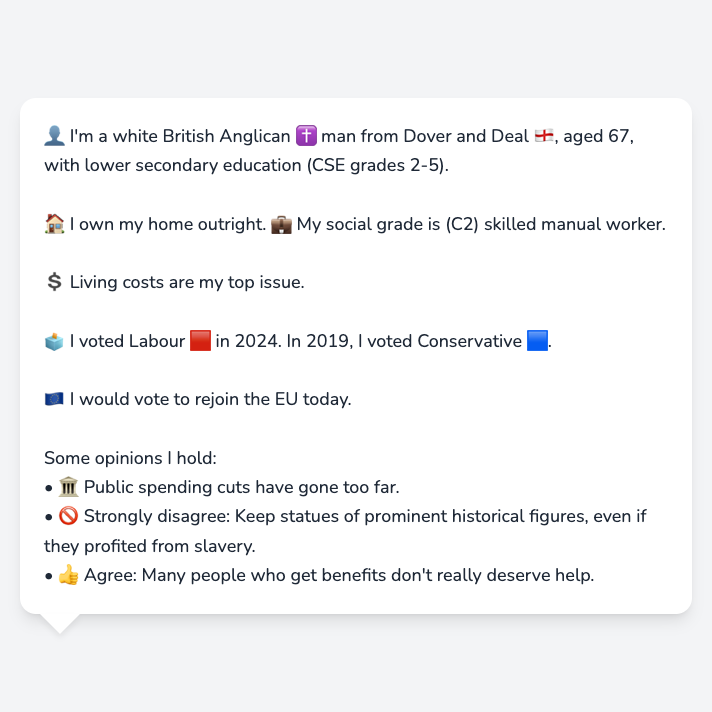 👤 I'm a white British Anglican ✝️ man from Dover and Deal 🏴󠁧󠁢󠁥󠁮󠁧󠁿, aged 67,
with lower secondary education (CSE grades 2-5).
🏠 I own my home outright. 💼 My social grade is (C2) skilled manual worker.
💲 Living costs are my top issue.
🗳️ I voted Labour 🟥 in 2024. In 2019, I voted Conservative 🟦.
🇪🇺 I would vote to rejoin the EU today.
Some opinions I hold:
• 🏛️ Public spending cuts have gone too far.
• 🚫 Strongly disagree: Keep statues of prominent historical figures, even if
they profited from slavery.
• 👍 Agree: Many people who get benefits don't really deserve help.